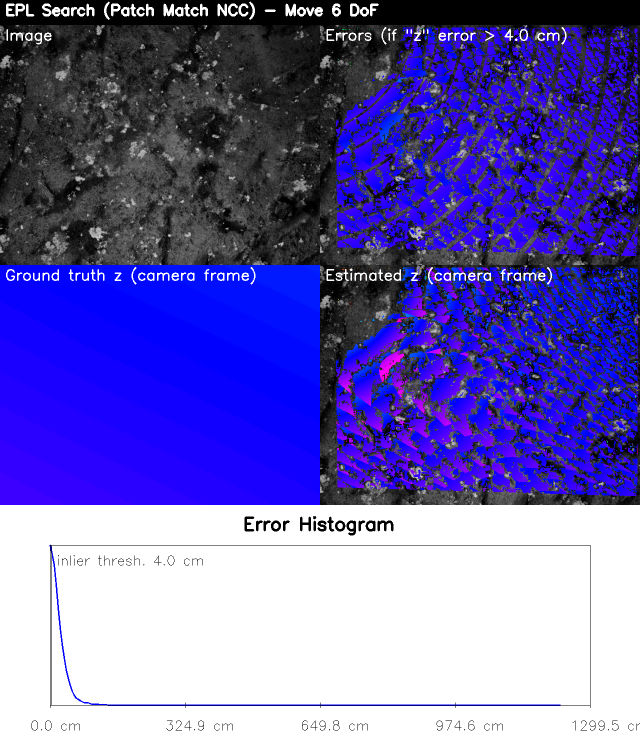 EPL Search (Patch Match NCC) - Move 6 DoF
Image
Errors (if "z" error > 4.0 cm)
Ground truth z (camera frame)
Estimated z (camera frame)
Error Histogram
inlier thresh. 4.0 cm
0.0 cm 324.9 cm 649.8 cm 974.6 cm 1299.5 c